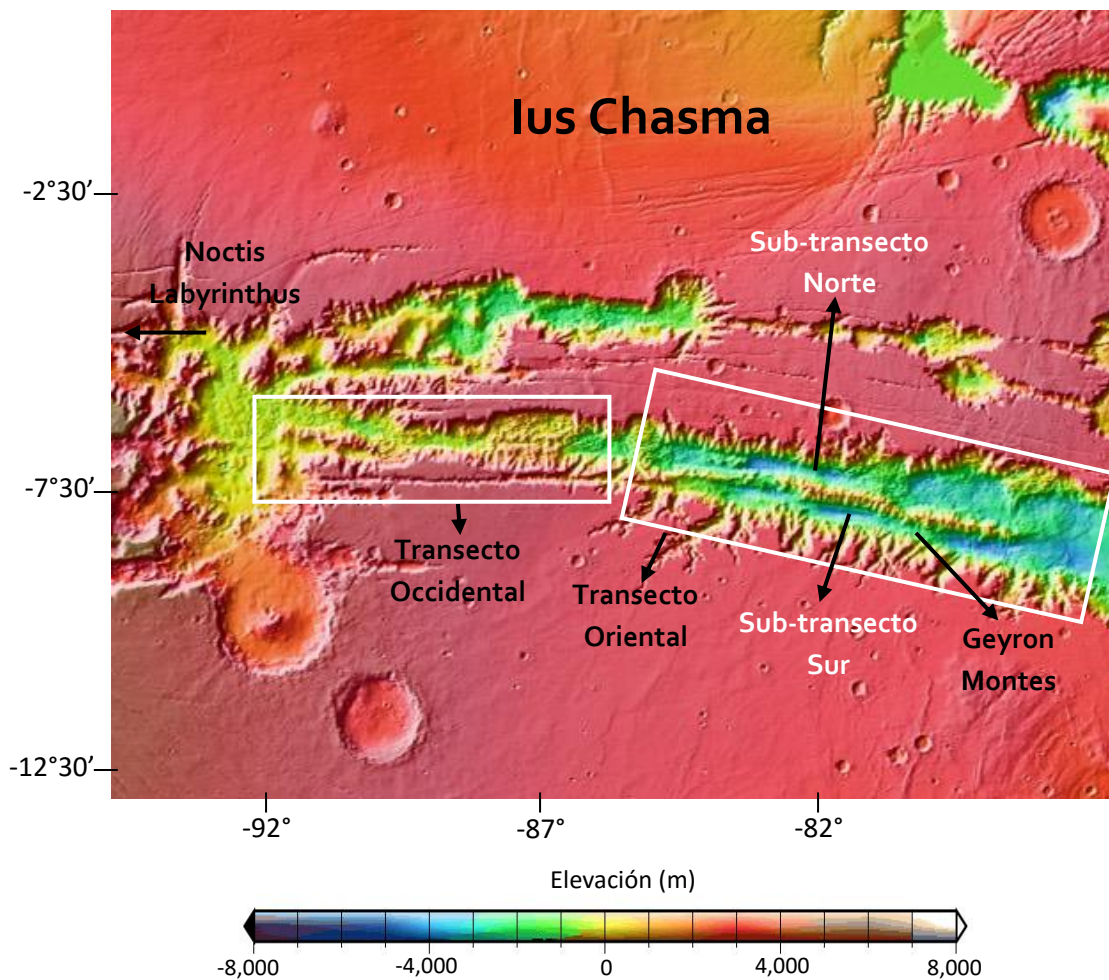 Ius Chasma
-2°30’
Noctis
Labyrinthus
Sub-transecto
Norte
-7°30’
Transecto
Occidental
Transecto
Oriental
Sub-transecto
Sur
Geyron
Montes
-12°30’
-92°
-87°
-82°
Elevación (m)
-8,000 -4,000 0 4,000 8,000